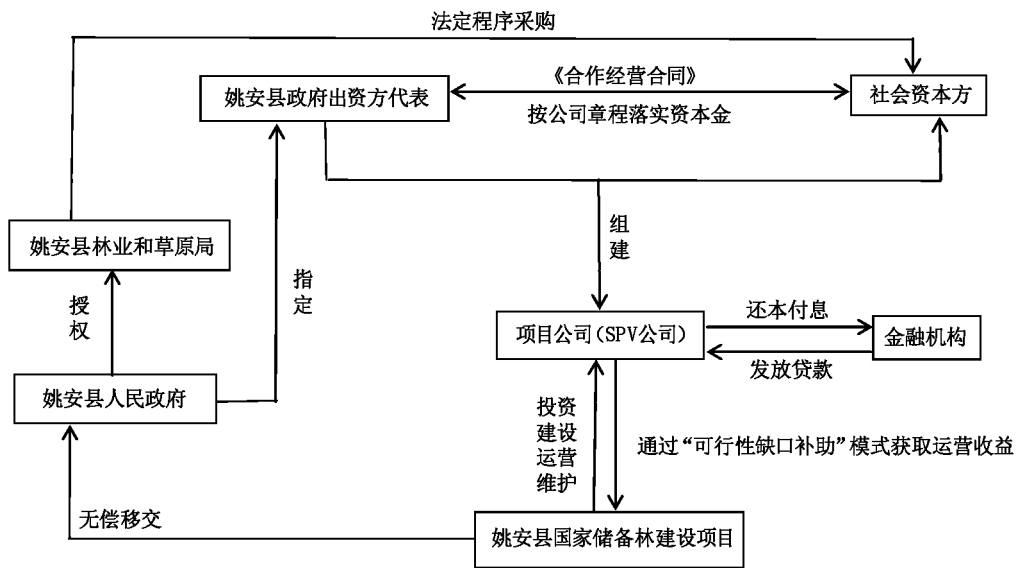 法定程序采购
姚安县政府出资方代表
《合作经营合同》
按公司章程落实资本金
社会资本方
姚安县林业和草原局
组建
指定
授权
项目公司(SPV公司)
还本付息
发放贷款
金融机构
姚安县人民政府
投资
建设
运营
维护
通过“可行性缺口补助”模式获取运营收益
无偿移交
姚安县国家储备林建设项目